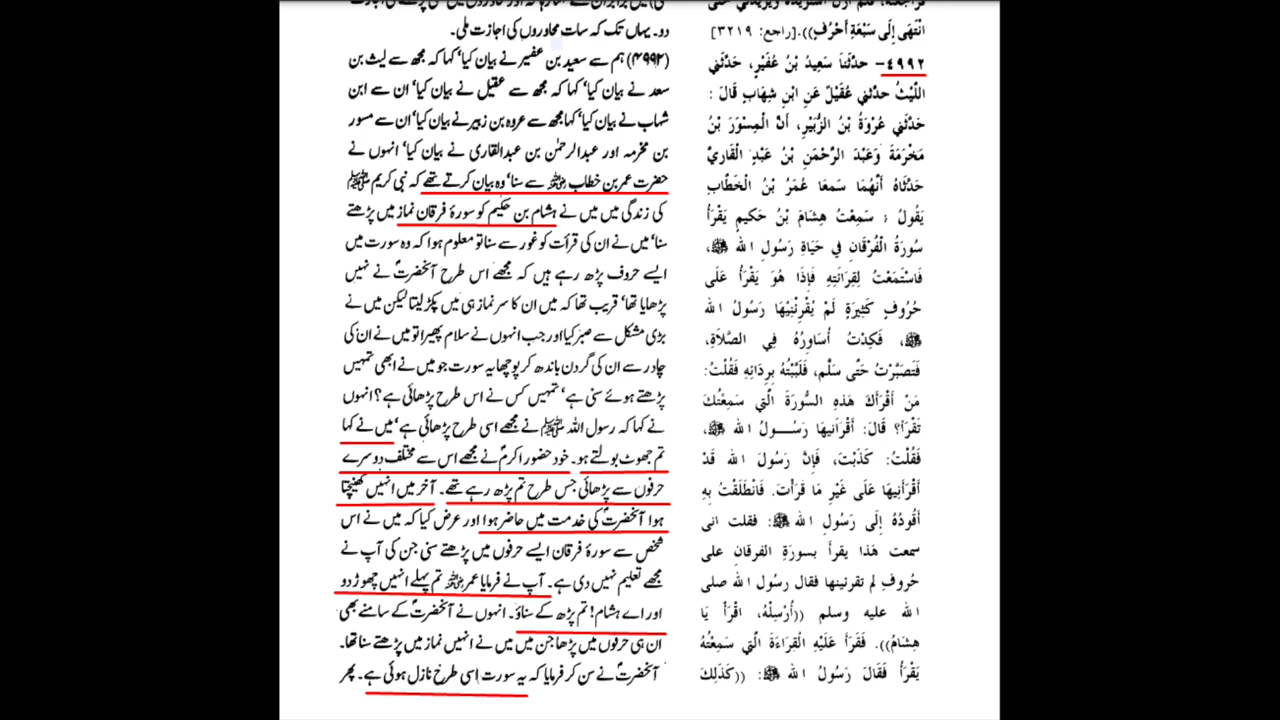 انْتَهَى إِلَى سَبْعَةِ أَحْرُفٍ)).[راجع: ٣٢١٩]
٤٩٩٢- حدَّثنا سَعِيدُ بْنُ عُفَيْرٍ، حَدَّثَنِي
اللَّيْثُ حدَّثني عُقَيْلٌ عَنِ ابْنِ شِهَابٍ قَالَ :
حَدَّثَنِي عُرْوَةُ بْنُ الزُّبَيْرِ، أَنَّ الْمِسْوَرَ بْنَ
مَخْرَمَةَ وَعَبْدَ الرَّحْمَنِ بْنَ عَبْدٍ الْقَارِيَّ
حَدَّثَاهُ أَنَّهُمَا سَمِعَا عُمَرَ بْنَ الْخَطَّابِ
يَقُولُ : سَمِعْتُ هِشَامَ بْنَ حَكِيمٍ يَقْرَأُ
سُورَةَ الْفُرْقَانِ فِي حَيَاةِ رَسُولِ الله ﷺ،
فَاسْتَمَعْتُ لِقِرَاءَتِهِ فَإِذَا هُوَ يَقْرَأُ عَلَى
حُرُوفٍ كَثِيرَةٍ لَمْ يُقْرِئْنِيهَا رَسُولُ الله
ﷺ، فَكِدْتُ أُسَاوِرُهُ فِي الصَّلاَةِ،
فَتَصَبَّرْتُ حَتَّى سَلَّمَ، فَلَبَّبْتُهُ بِرِدَائِهِ فَقُلْتُ:
مَنْ أَقْرَأَكَ هَذِهِ السُّورَةَ الَّتِي سَمِعْتُكَ
تَقْرَأُ؟ قَالَ: أَقْرَأَنِيهَا رَسُـــولُ الله ﷺ،
فَقُلْتُ: كَذَبْتَ، فَإِنَّ رَسُولَ الله قَدْ
أَقْرَأَنِيهَا عَلَى غَيْرِ مَا قَرَأْتَ. فَانْطَلَقْتُ بِهِ
أَقُودُهُ إِلَى رَسُولِ الله ﷺ: فقلت انى
سمعت هَذا يقرأ بسورة الفرقان على
حُروفِ لم تقرئنيها فقال رسول الله صلى
الله عليه وسلم ((أَرْسِلْهُ، اقْرَأْ يَا
هِشَامُ)). فَقَرَأَ عَلَيْهِ الْقِرَاءَةَ الَّتِي سَمِعْتُهُ
يَقْرَأُ فَقَالَ رَسُولُ الله ﷺ: ((كَذَلِكَ
دو۔ یہاں تک کہ سات محاوروں کی اجازت ملی۔
(۴۹۹۲) ہم سے سعید بن عفیر نے بیان کیا' کہا کہ مجھ سے لیث بن
سعد نے بیان کیا' کہا کہ مجھ سے عقیل نے بیان کیا' ان سے ابن
شہاب نے بیان کیا' کہا مجھ سے عروہ بن زبیر نے بیان کیا' ان سے مسور
بن مخرمہ اور عبدالرحمٰن بن عبدالقاری نے بیان کیا' انہوں نے
حضرت عمر بن خطاب رضی اللہ عنہ سے سنا' وہ بیان کرتے تھے کہ نبی کریم ﷺ
کی زندگی میں میں نے ہشام بن حکیم کو سورۂ فرقان نماز میں پڑھتے
سنا' میں نے ان کی قرأت کو غور سے سنا تو معلوم ہوا کہ وہ سورت میں
ایسے حروف پڑھ رہے ہیں کہ مجھے اس طرح آنحضرتؐ نے نہیں
پڑھایا تھا' قریب تھا کہ میں ان کا سر نماز ہی میں پکڑ لیتا لیکن میں نے
بڑی مشکل سے صبر کیا اور جب انہوں نے سلام پھیرا تو میں نے ان کی
چادر سے ان کی گردن باندھ کر پوچھا یہ سورت جو میں نے ابھی تمہیں
پڑھتے ہوئے سنی ہے' تمہیں کس نے اس طرح پڑھائی ہے؟ انہوں
نے کہا کہ رسول اللہ ﷺ نے مجھے اسی طرح پڑھائی ہے' میں نے کہا
تم جھوٹ بولتے ہو۔ خود حضور اکرمؐ نے مجھے اس سے مختلف دوسرے
حرفوں سے پڑھائی جس طرح تم پڑھ رہے تھے۔ آخر میں انہیں کھینچتا
ہوا آنحضرتؐ کی خدمت میں حاضر ہوا اور عرض کیا کہ میں نے اس
شخص سے سورۂ فرقان ایسے حرفوں میں پڑھتے سنی جن کی آپ نے
مجھے تعلیم نہیں دی ہے۔ آپ نے فرمایا عمر رضی اللہ عنہ تم پہلے انہیں چھوڑ دو
اور اے ہشام! تم پڑھ کے سناؤ۔ انہوں نے آنحضرتؐ کے سامنے بھی
ان ہی حرفوں میں پڑھا جن میں میں نے انہیں نماز میں پڑھتے سنا تھا۔
آنحضرتؐ نے سن کر فرمایا کہ یہ سورت اسی طرح نازل ہوئی ہے۔ پھر